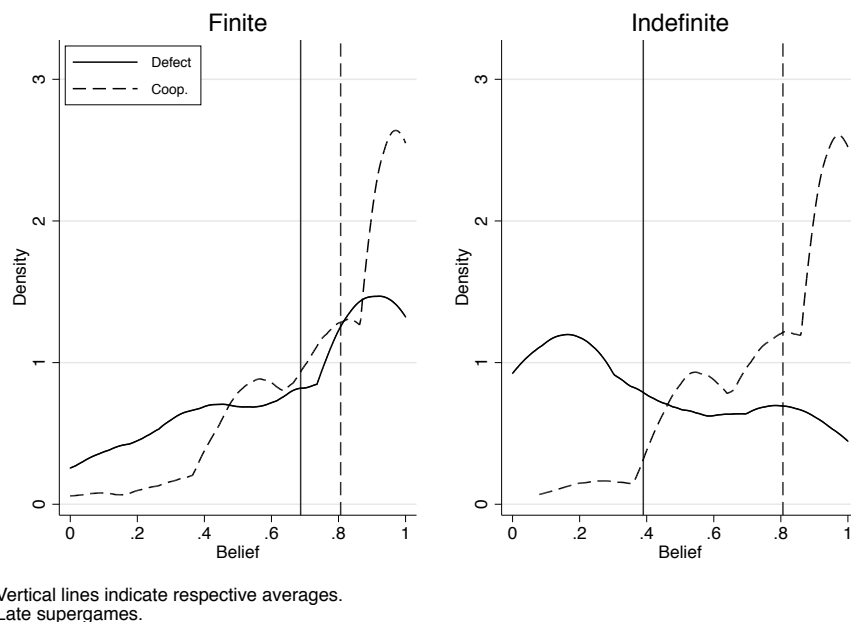 Finite
Indefinite
Defect
Coop.
Density
3
2
1
0
0 .2 .4 .6 .8 1
Belief
Density
3
2
1
0
0 .2 .4 .6 .8 1
Belief
Vertical lines indicate respective averages.
Late supergames.